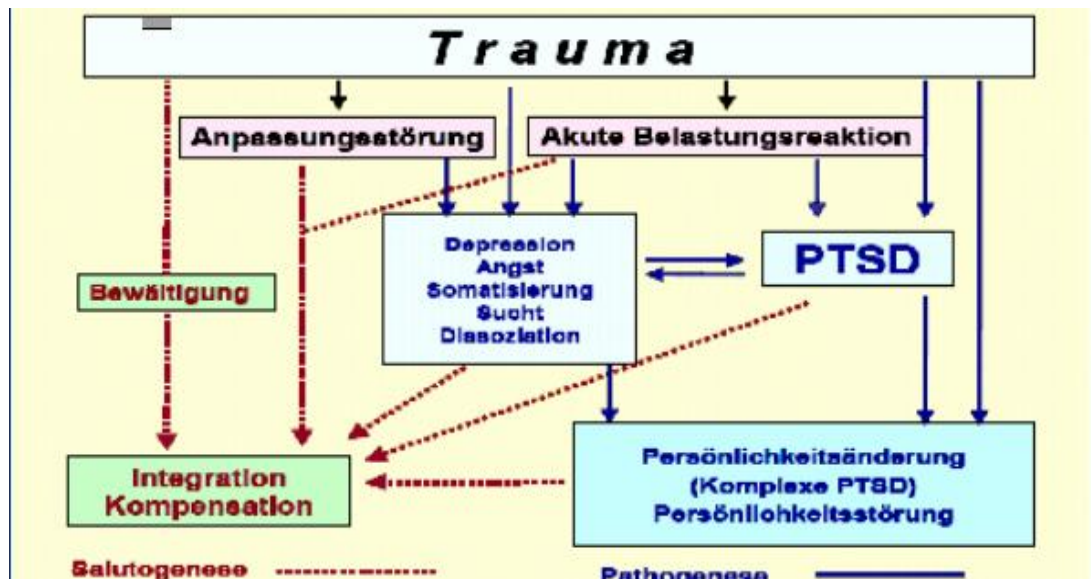 Trauma
Anpassungsstörung
Akute Belastungsreaktion
Depression
Angst
Somatisierung
Sucht
Dissoziation
PTSD
Bewältigung
Integration
Kompensation
Persönlichkeitsänderung
(Komplexe PTSD)
Persönlichkeitsstörung
Salutogenese
Pathogenese